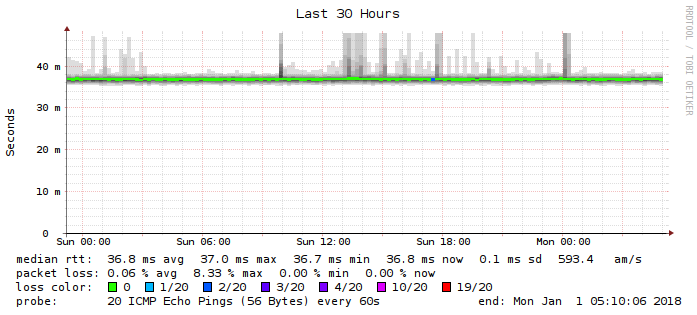 Last 30 Hours
RRDTOOL / TOBI OETIKER
Seconds
40 m
30 m
20 m
10 m
0
Sun 00:00 Sun 06:00 Sun 12:00 Sun 18:00 Mon 00:00
median rtt: 36.8 ms avg 37.0 ms max 36.7 ms min 36.8 ms now 0.1 ms sd 593.4 am/s
packet loss: 0.06 % avg 8.33 % max 0.00 % min 0.00 % now
loss color: 0 1/20 2/20 3/20 4/20 10/20 19/20
probe: 20 ICMP Echo Pings (56 Bytes) every 60s end: Mon Jan 1 05:10:06 2018